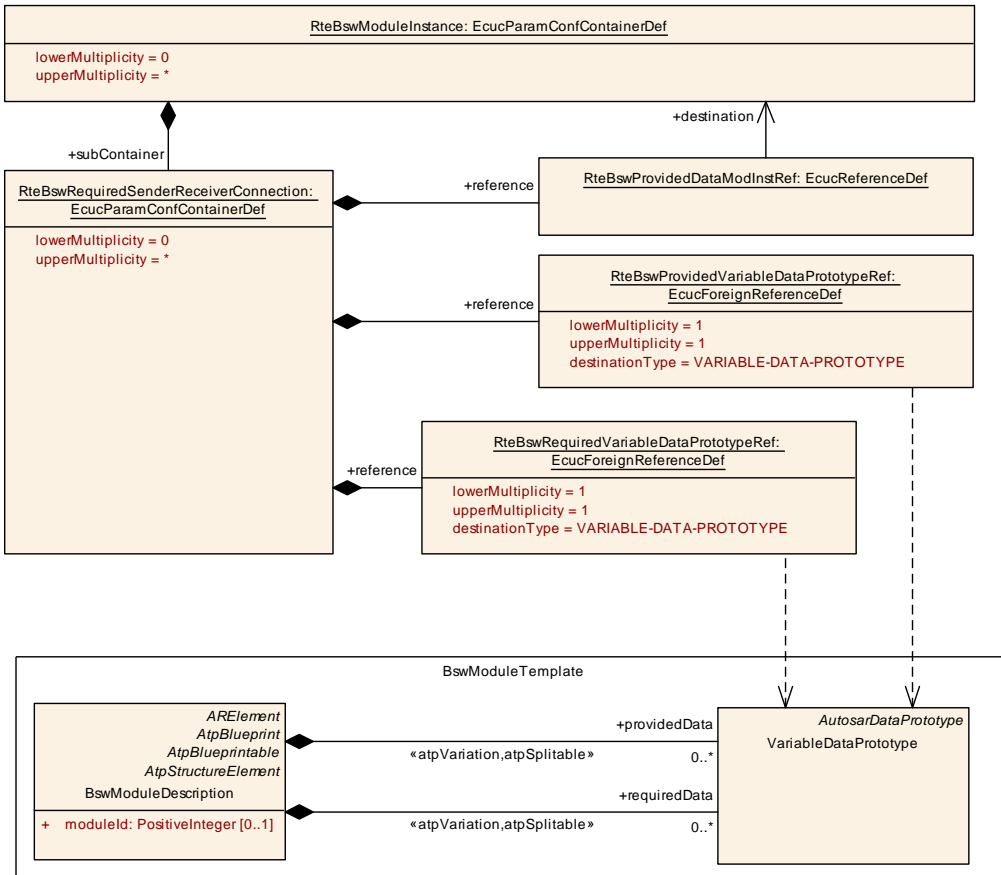 RteBswModuleInstance: EcucParamConfContainerDef
lowerMultiplicity = 0
upperMultiplicity = *
+destination
+subContainer
RteBswRequiredSenderReceiverConnection:
EcucParamConfContainerDef
lowerMultiplicity = 0
upperMultiplicity = *
+reference
RteBswProvidedDataModInstRef: EcucReferenceDef
+reference
RteBswProvidedVariableDataPrototypeRef:
EcucForeignReferenceDef
lowerMultiplicity = 1
upperMultiplicity = 1
destinationType = VARIABLE-DATA-PROTOTYPE
+reference
RteBswRequiredVariableDataPrototypeRef:
EcucForeignReferenceDef
lowerMultiplicity = 1
upperMultiplicity = 1
destinationType = VARIABLE-DATA-PROTOTYPE
BswModuleTemplate
ARElement
AtpBlueprint
AtpBlueprintable
AtpStructureElement
BswModuleDescription
+ moduleId: PositiveInteger [0..1]
+providedData
«atpVariation,atpSplitable»
0..*
+requiredData
«atpVariation,atpSplitable»
0..*
AutosarDataPrototype
VariableDataPrototype